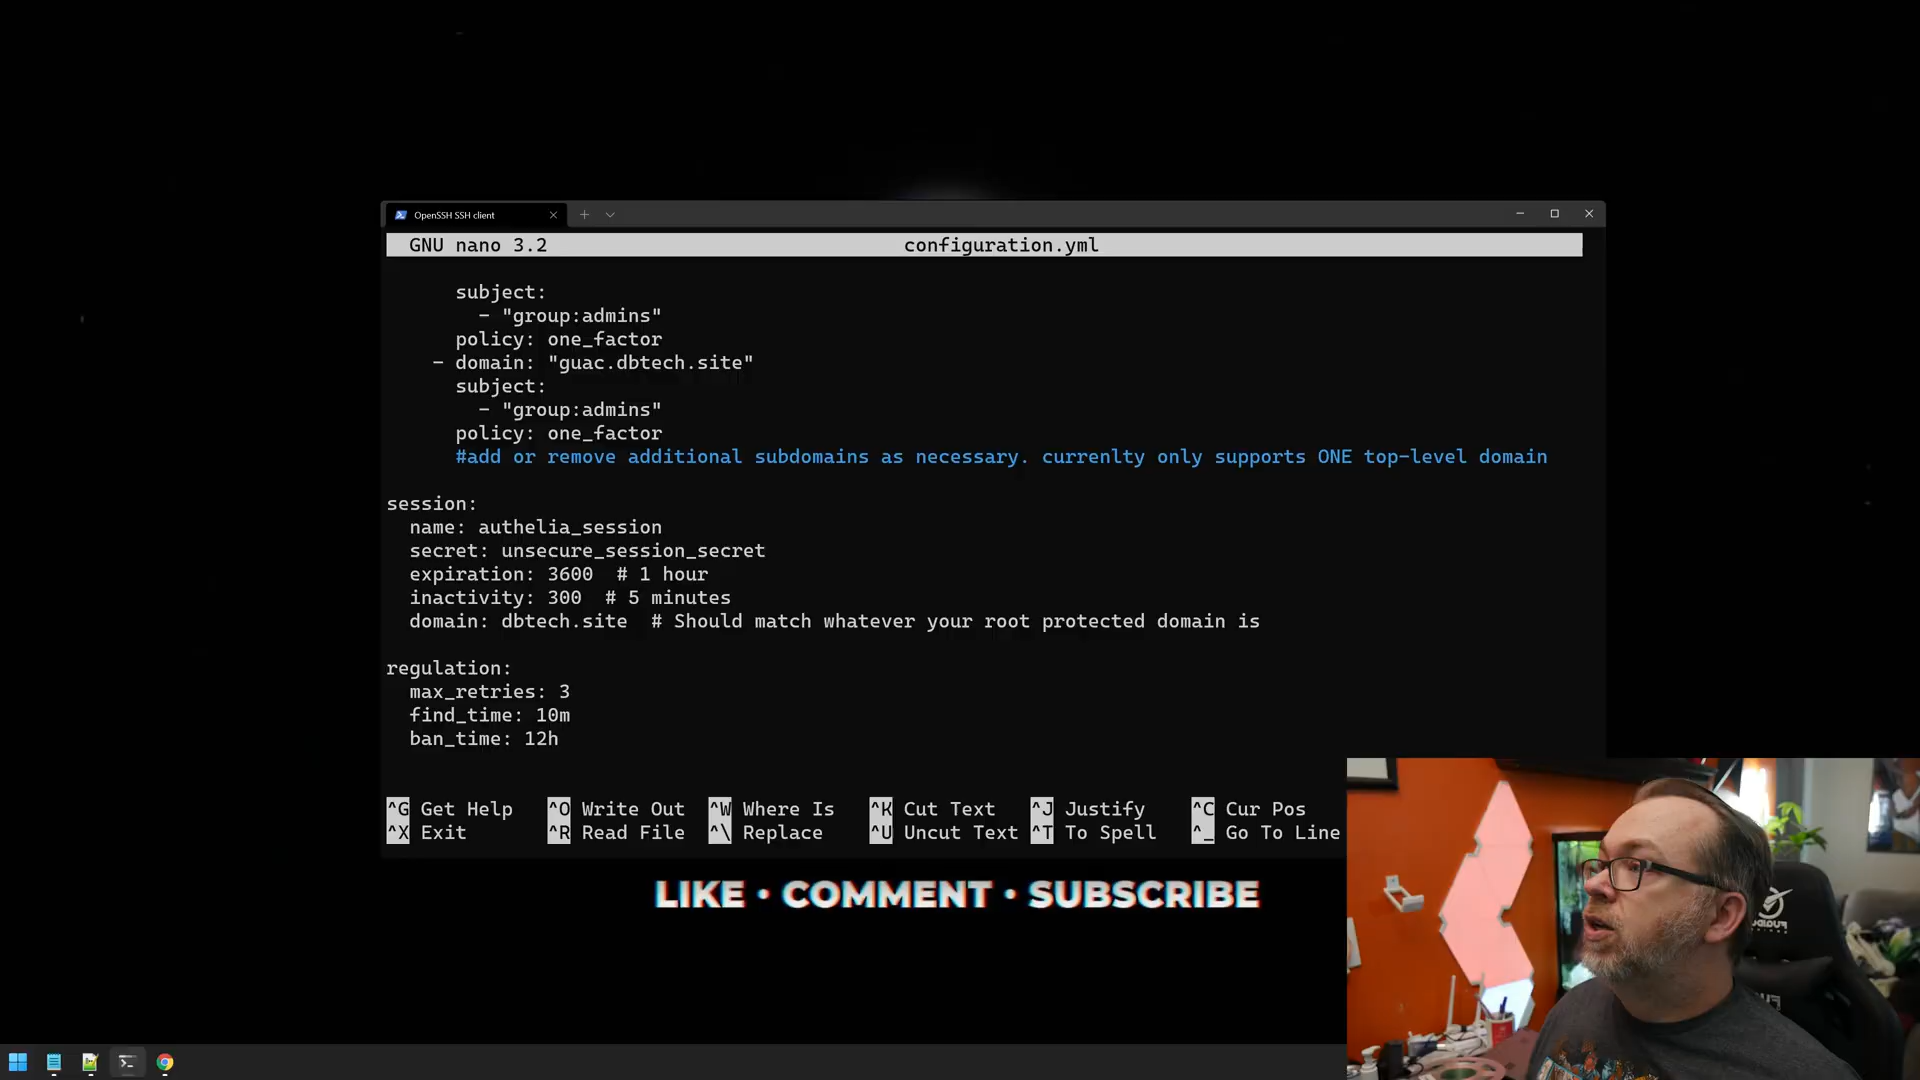 OpenSSH SSH client
GNU nano 3.2 configuration.yml
subject:
- "group:admins"
policy: one_factor
- domain: "guac.dbtech.site"
subject:
- "group:admins"
policy: one_factor
#add or remove additional subdomains as necessary. currenlty only supports ONE top-level domain
session:
name: authelia_session
secret: unsecure_session_secret
expiration: 3600 # 1 hour
inactivity: 300 # 5 minutes
domain: dbtech.site # Should match whatever your root protected domain is
regulation:
max_retries: 3
find_time: 10m
ban_time: 12h
^G Get Help ^O Write Out ^W Where Is ^K Cut Text ^J Justify ^C Cur Pos
^X Exit ^R Read File ^\ Replace ^U Uncut Text ^T To Spell ^_ Go To Line
LIKE • COMMENT • SUBSCRIBE